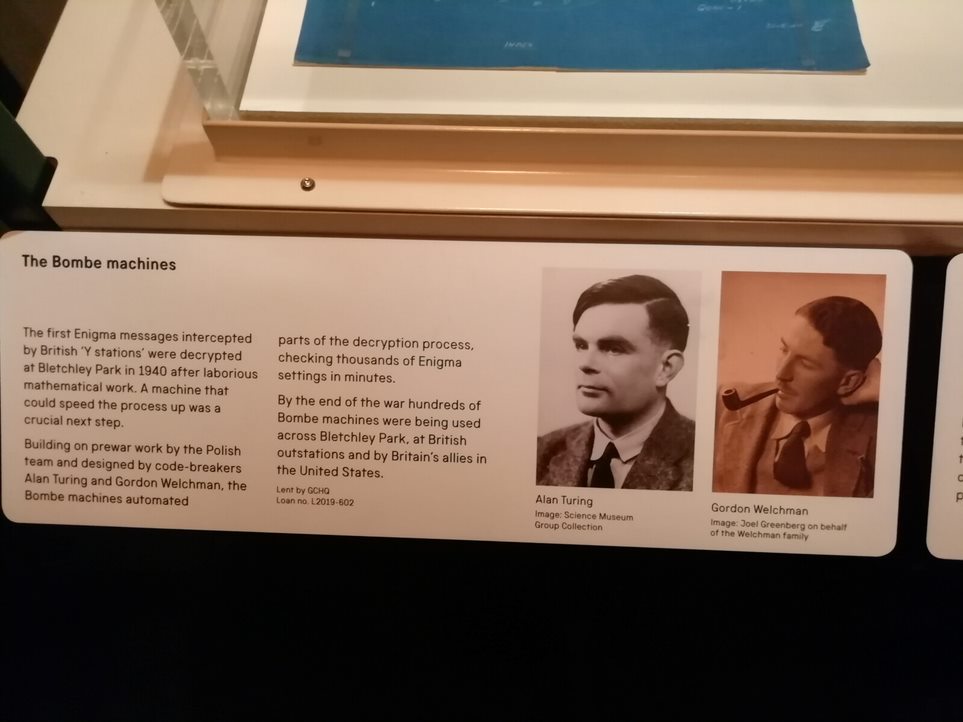 INDEX
The Bombe machines
The first Enigma messages intercepted
by British 'Y stations' were decrypted
at Bletchley Park in 1940 after laborious
mathematical work. A machine that
could speed the process up was a
crucial next step.
Building on prewar work by the Polish
team and designed by code-breakers
Alan Turing and Gordon Welchman, the
Bombe machines automated
parts of the decryption process,
checking thousands of Enigma
settings in minutes.
By the end of the war hundreds of
Bombe machines were being used
across Bletchley Park, at British
outstations and by Britain's allies in
the United States.
Lent by GCHQ
Loan no. L2019-602
Alan Turing
Image: Science Museum
Group Collection
Gordon Welchman
Image: Joel Greenberg on behalf
of the Welchman family